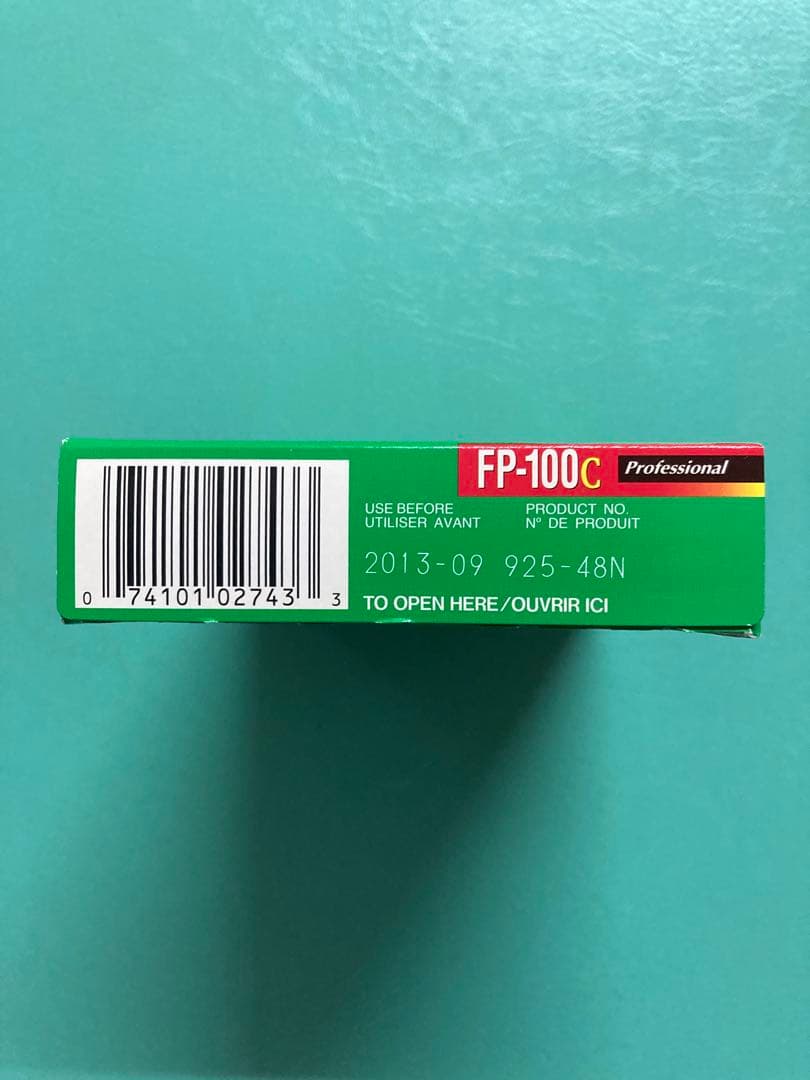 FP-100C Professional
USE BEFORE PRODUCT NO.
UTILISER AVANT Nº DE PRODUIT
2013-09 925-48N
TO OPEN HERE/OUVRIR ICI
0 74101 02743 3